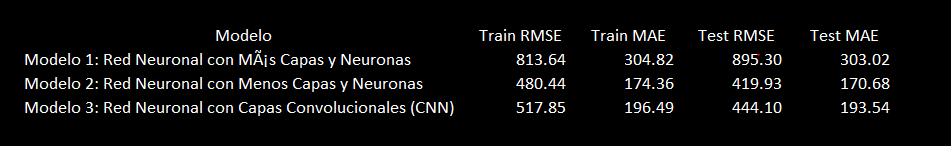 Modelo Train RMSE Train MAE Test RMSE Test MAE
Modelo 1: Red Neuronal con MÃ¡s Capas y Neuronas 813.64 304.82 895.30 303.02
Modelo 2: Red Neuronal con Menos Capas y Neuronas 480.44 174.36 419.93 170.68
Modelo 3: Red Neuronal con Capas Convolucionales (CNN) 517.85 196.49 444.10 193.54